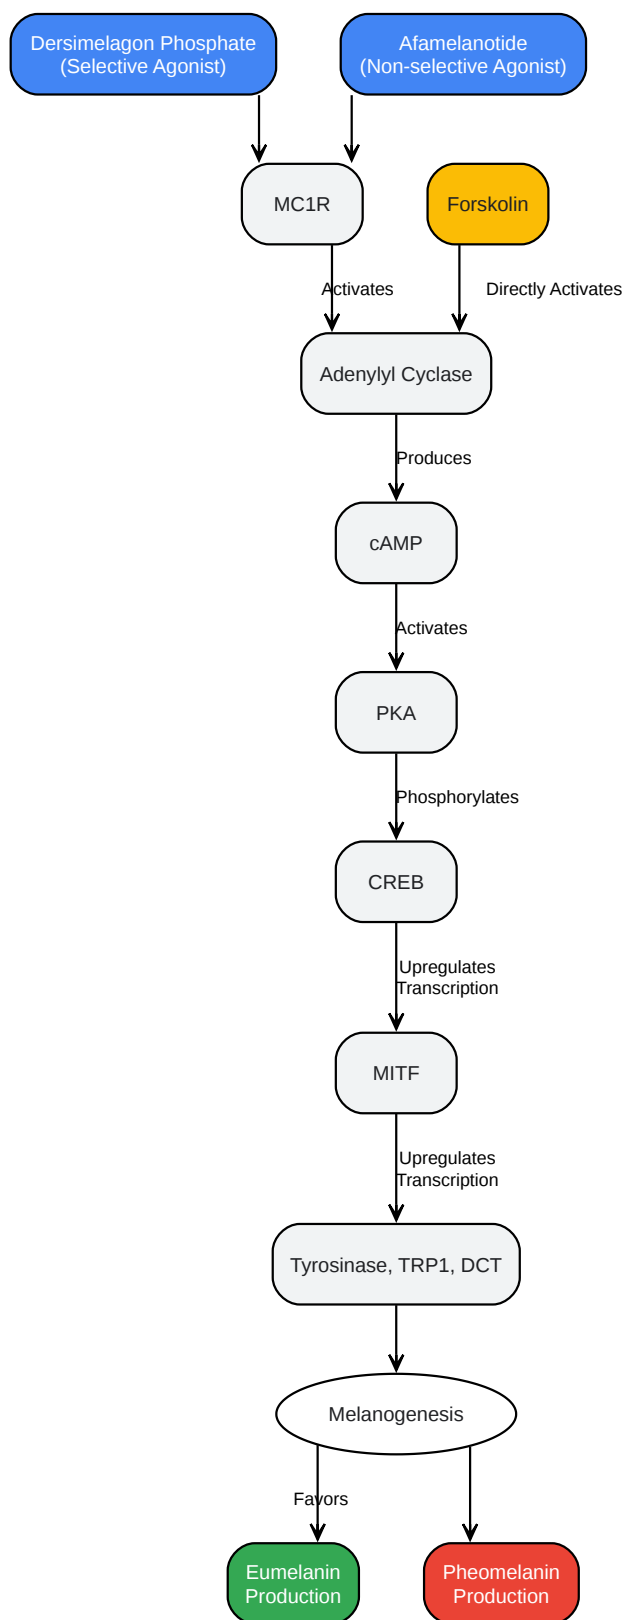 Dersimelagon Phosphate
(Selective Agonist)
Afamelanotide
(Non-selective Agonist)
MC1R
Forskolin
Activates
Directly Activates
Adenylyl Cyclase
Produces
cAMP
Activates
PKA
Phosphorylates
CREB
Upregulates
Transcription
MITF
Upregulates
Transcription
Tyrosinase, TRP1, DCT
Melanogenesis
Favors
Eumelanin
Production
Pheomelanin
Production